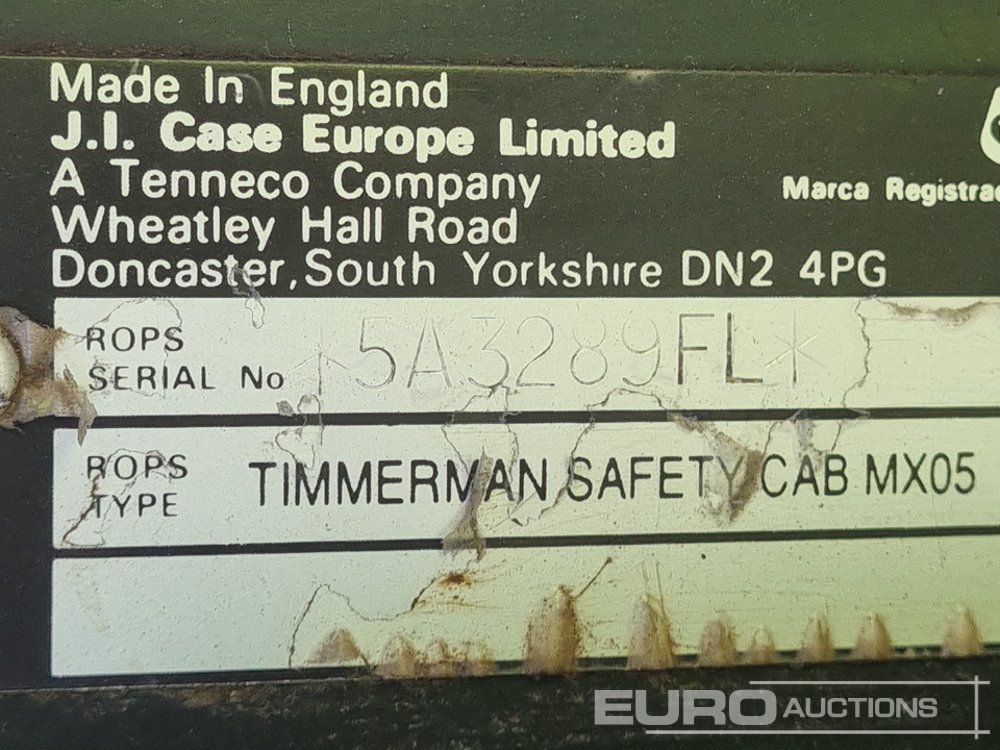 Made In England
J.I. Case Europe Limited
A Tenneco Company
Wheatley Hall Road
Doncaster, South Yorkshire DN2 4PG
Marca Registra
ROPS
SERIAL No *5A3289FL*
ROPS
TYPE TIMMERMAN SAFETY CAB MX05
EURO AUCTIONS